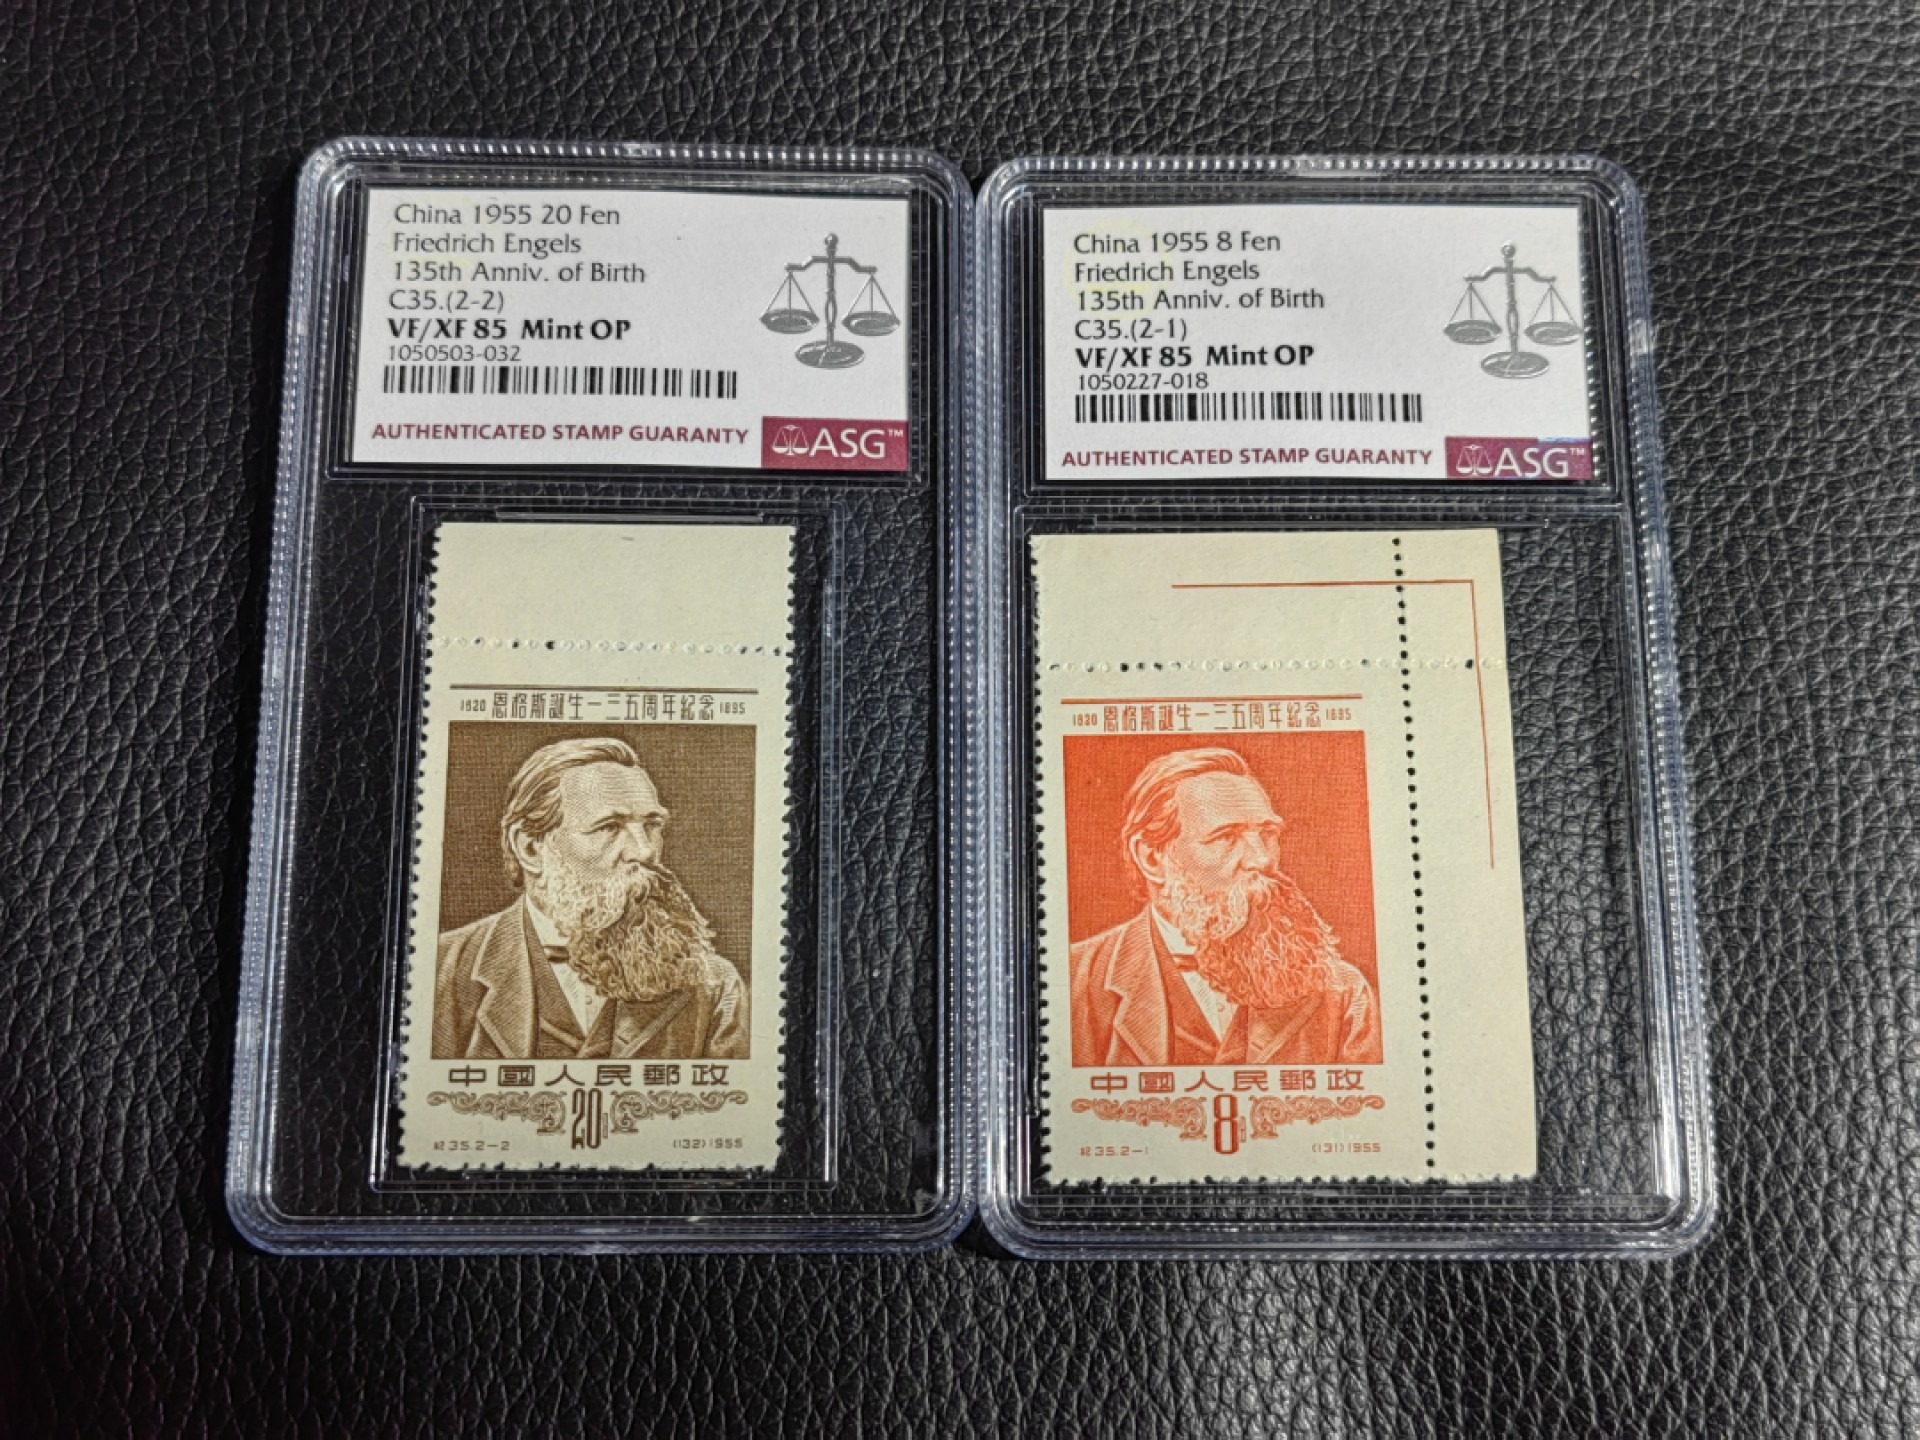 China 1955 20 Fen
Friedrich Engels
135th Anniv. of Birth
C35.(2-2)
VF/XF 85 Mint OP
1050503-032
AUTHENTICATED STAMP GUARANTY
ASG™
1820 恩格斯誕生一三五周年紀念 1895
中國人民郵政
20
紀35.2-2 (132)1955
China 1955 8 Fen
Friedrich Engels
135th Anniv. of Birth
C35.(2-1)
VF/XF 85 Mint OP
1050227-018
AUTHENTICATED STAMP GUARANTY
ASG™
1820 恩格斯誕生一三五周年紀念 1895
中國人民郵政
8
紀35.2-1 (131)1955